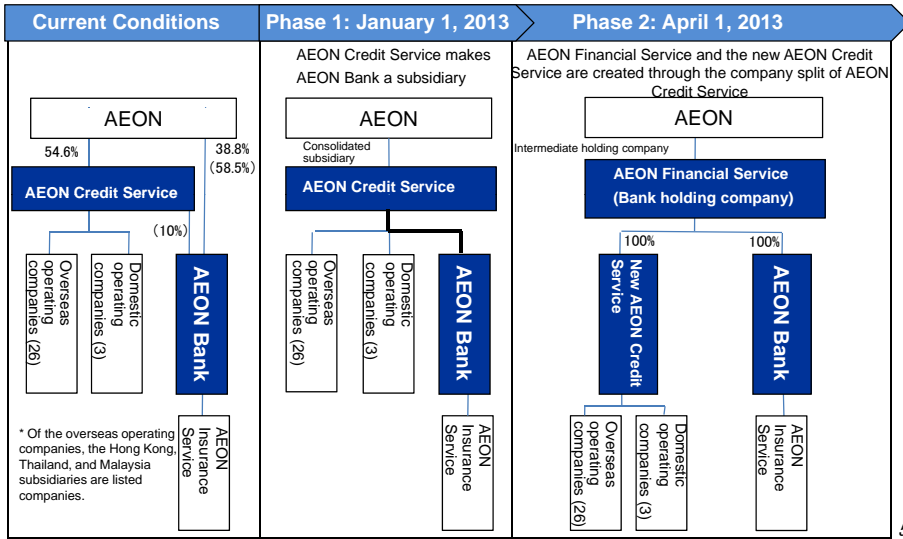 Current Conditions
Phase 1: January 1, 2013
Phase 2: April 1, 2013
AEON
54.6%
38.8%
(58.5%)
AEON Credit Service
(10%)
Overseas
operating
companies (26)
Domestic
operating
companies (3)
AEON Bank
AEON
Insurance
Service
* Of the overseas operating
companies, the Hong Kong,
Thailand, and Malaysia
subsidiaries are listed
companies.
AEON Credit Service makes
AEON Bank a subsidiary
AEON
Consolidated
subsidiary
AEON Credit Service
Overseas
operating
companies (26)
Domestic
operating
companies (3)
AEON Bank
AEON
Insurance
Service
AEON Financial Service and the new AEON Credit
Service are created through the company split of AEON
Credit Service
AEON
Intermediate holding company
AEON Financial Service
(Bank holding company)
100%
100%
New AEON Credit
Service
AEON Bank
Overseas
operating
companies (26)
Domestic
operating
companies (3)
AEON
Insurance
Service
5